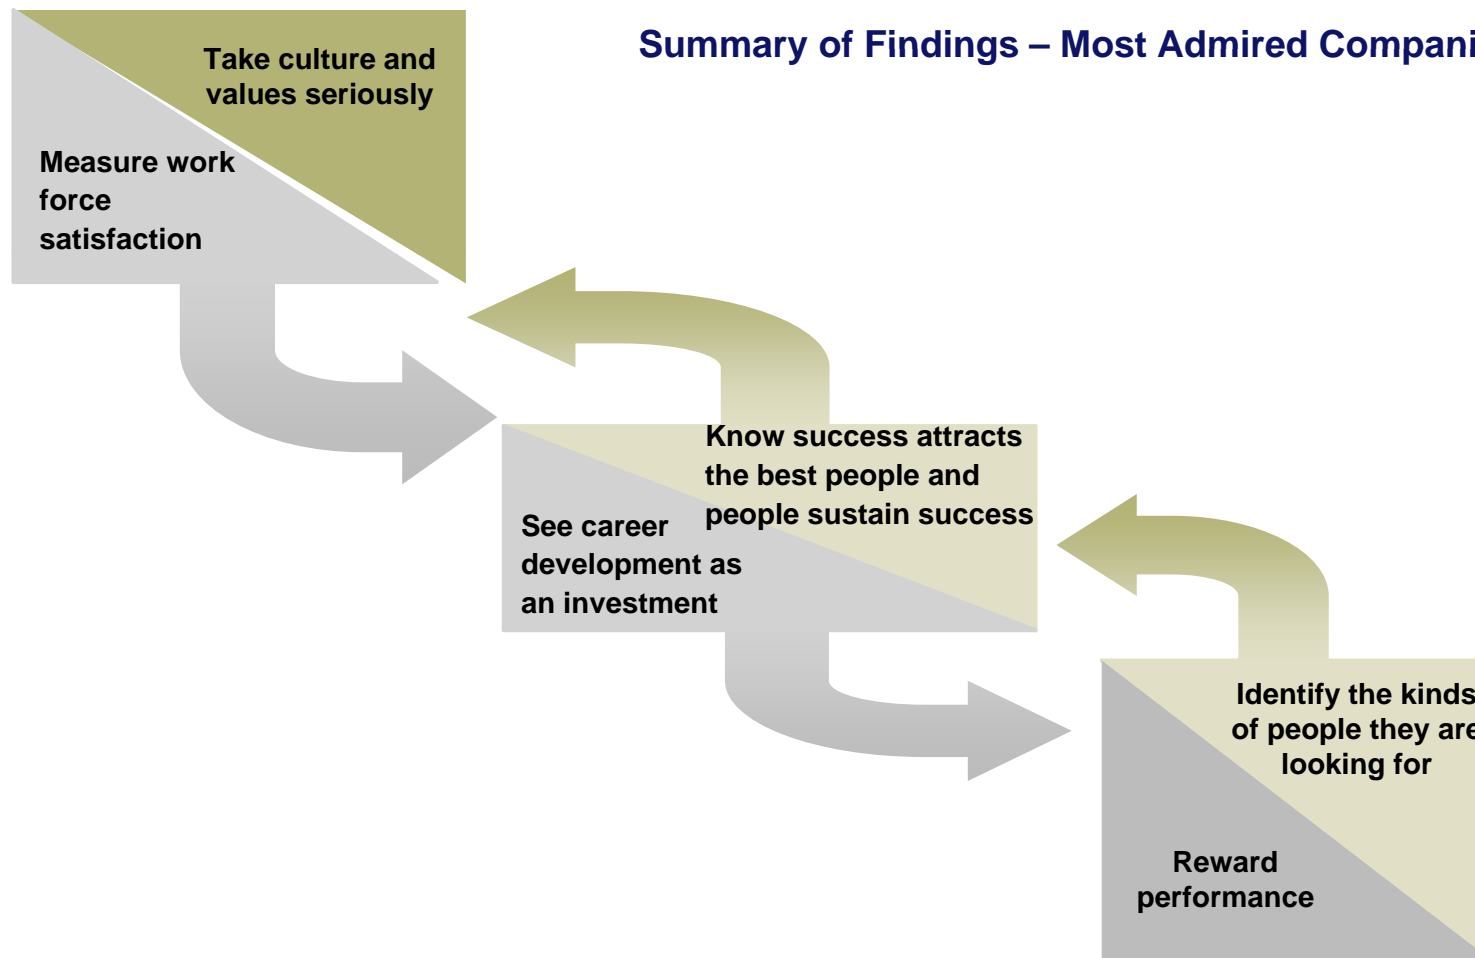 Summary of Findings – Most Admired Compani
Take culture and
values seriously
Measure work
force
satisfaction
Know success attracts
the best people and
people sustain success
See career
development as
an investment
Identify the kinds
of people they are
looking for
Reward
performance